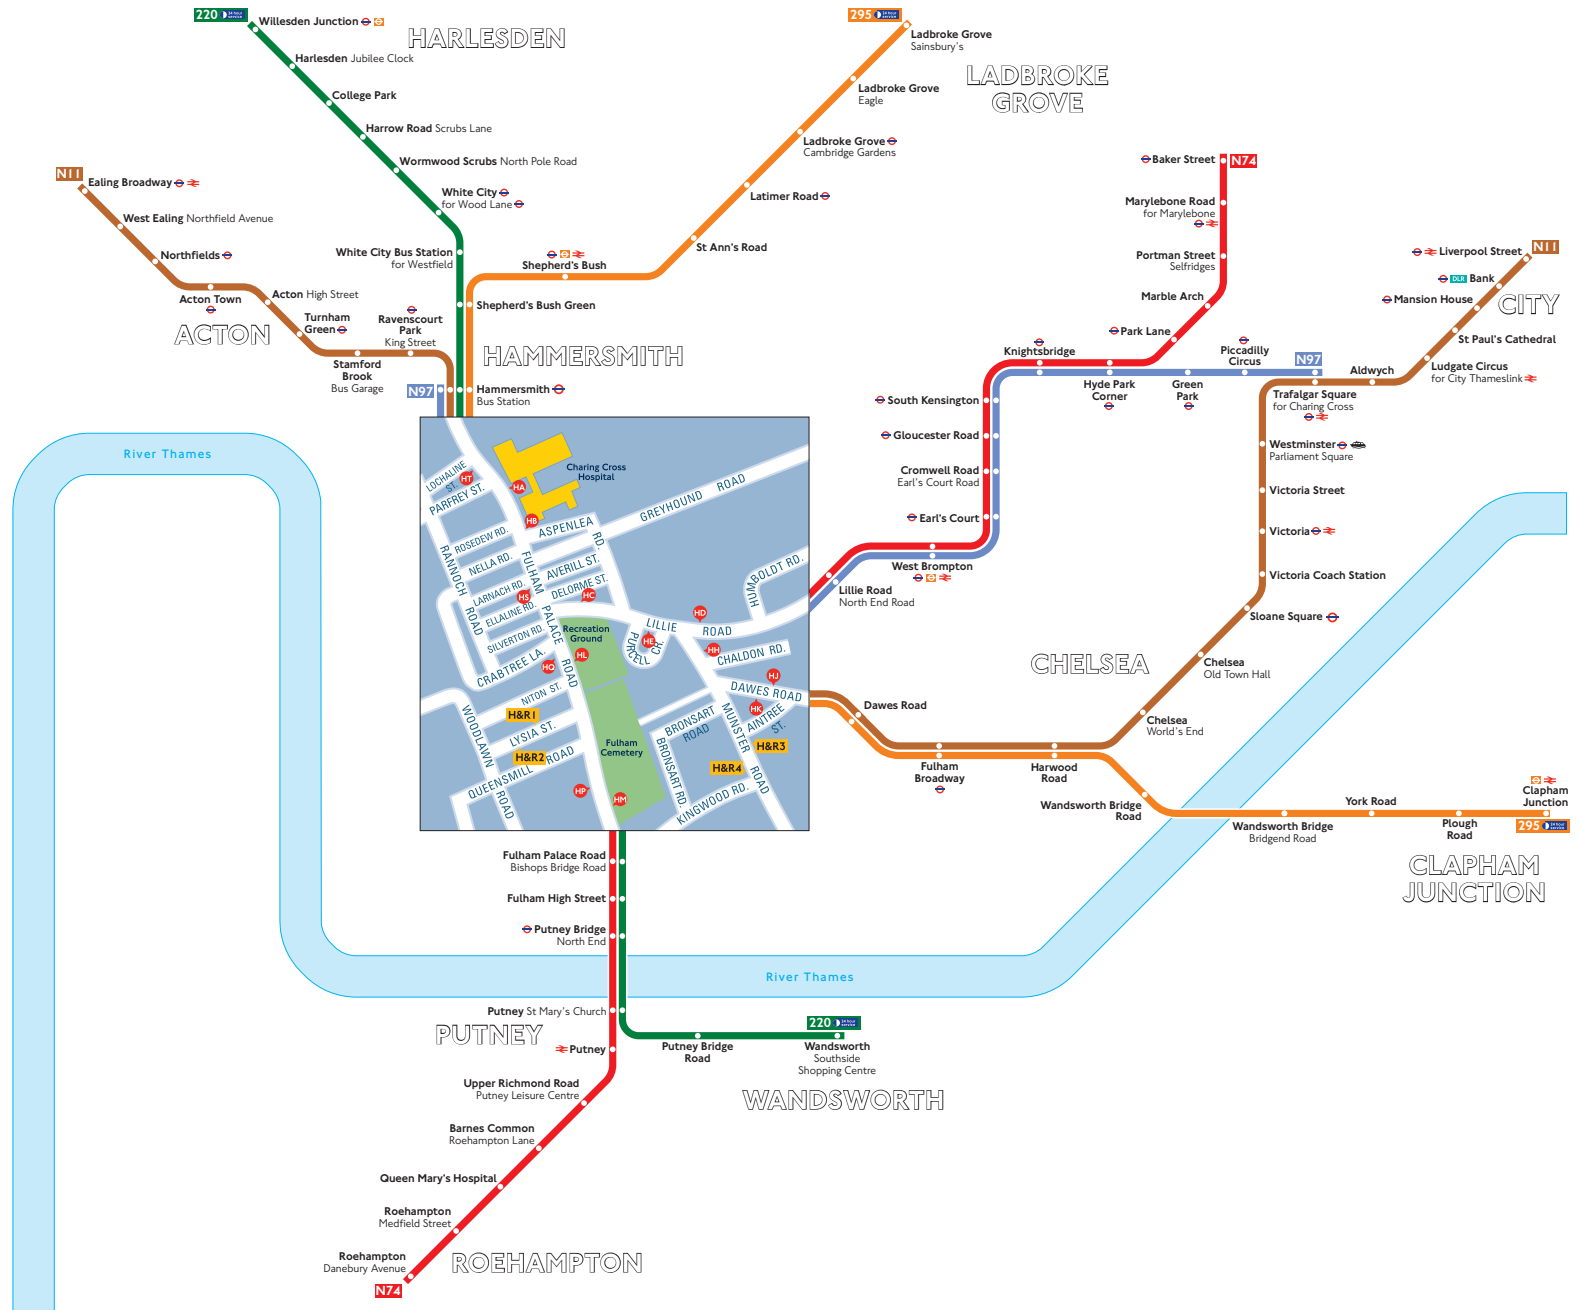 220 24 hour service
Willesden Junction
HARLESDEN
Harlesden Jubilee Clock
College Park
Harrow Road Scrubs Lane
Wormwood Scrubs North Pole Road
White City
for Wood Lane
White City Bus Station
for Westfield
295 24 hour service
Ladbroke Grove
Sainsbury's
LADBROKE
GROVE
Ladbroke Grove
Eagle
Ladbroke Grove
Cambridge Gardens
Latimer Road
St Ann's Road
Shepherd's Bush
Shepherd's Bush Green
N11
Ealing Broadway
West Ealing Northfield Avenue
Northfields
Acton Town
Acton High Street
ACTON
Turnham
Green
Ravenscourt
Park
King Street
Stamford
Brook
Bus Garage
HAMMERSMITH
N97
Hammersmith
Bus Station
Baker Street
N74
Marylebone Road
for Marylebone
Portman Street
Selfridges
Marble Arch
Park Lane
Knightsbridge
Hyde Park
Corner
Green
Park
Piccadilly
Circus
N97
South Kensington
Gloucester Road
Cromwell Road
Earl's Court Road
Earl's Court
West Brompton
Lillie Road
North End Road
Liverpool Street
N11
DLR Bank
CITY
Mansion House
St Paul's Cathedral
Ludgate Circus
for City Thameslink
Aldwych
Trafalgar Square
for Charing Cross
Westminster
Parliament Square
Victoria Street
Victoria
Victoria Coach Station
Sloane Square
CHELSEA
Chelsea
Old Town Hall
Chelsea
World's End
River Thames
Charing Cross
Hospital
LOCHALINE
ST.
HT
PARFREY ST.
HA
HB
GREYHOUND ROAD
ASPENLEA
RD.
ROSEDEW RD.
RANNOCH
ROAD
NELLA RD.
FULHAM
PALACE
ROAD
AVERILL ST.
LARNACH RD.
DELORME ST.
HS
HC
ELLALINE RD.
HUMBOLDT RD.
HD
LILLIE ROAD
SILVERTON RD.
Recreation
Ground
PURCELL
CR.
HE
HH
CHALDON RD.
CRABTREE LA.
HQ
HL
HJ
DAWES ROAD
NITON ST.
H&R1
HK
WOODLAWN
ROAD
LYSIA ST.
BRONSART
ROAD
MUNSTER
ROAD
AINTREE
ST.
H&R3
Fulham
Cemetery
H&R2
H&R4
QUEENSMILL ROAD
BRONSART RD.
HP
HM
KINGWOOD RD.
Dawes Road
Fulham
Broadway
Harwood
Road
Wandsworth Bridge
Road
Wandsworth Bridge
Bridgend Road
York Road
Plough
Road
Clapham
Junction
295 24 hour service
CLAPHAM
JUNCTION
Fulham Palace Road
Bishops Bridge Road
Fulham High Street
Putney Bridge
North End
River Thames
Putney St Mary's Church
PUTNEY
Putney
Putney Bridge
Road
220 24 hour service
Wandsworth
Southside
Shopping Centre
WANDSWORTH
Upper Richmond Road
Putney Leisure Centre
Barnes Common
Roehampton Lane
Queen Mary's Hospital
Roehampton
Medfield Street
Roehampton
Danebury Avenue
ROEHAMPTON
N74